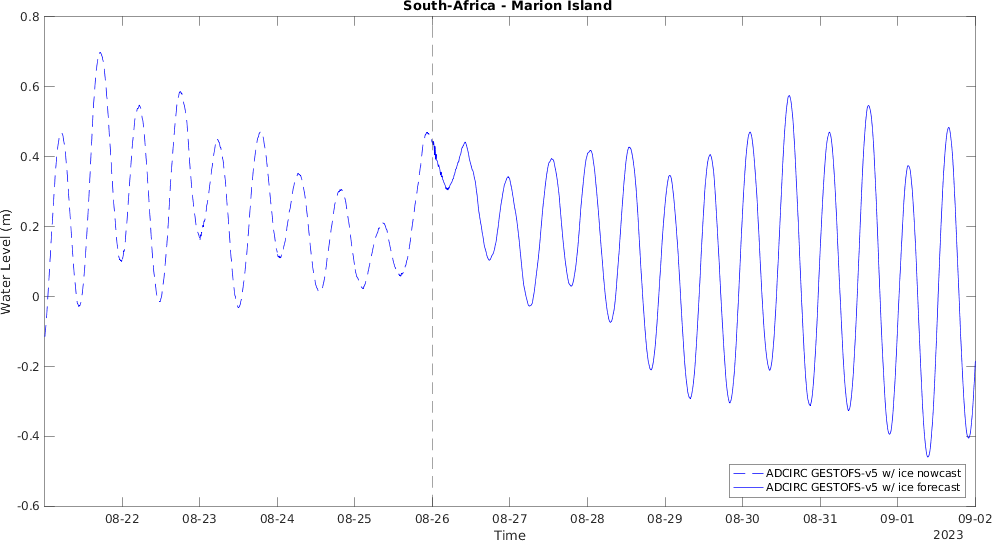 South-Africa - Marion Island
0.8
0.6
0.4
0.2
0
-0.2
-0.4
-0.6
Water Level (m)
ADCIRC GESTOFS-v5 w/ ice nowcast
ADCIRC GESTOFS-v5 w/ ice forecast
08-22 08-23 08-24 08-25 08-26 08-27 08-28 08-29 08-30 08-31 09-01 09-02
Time
2023